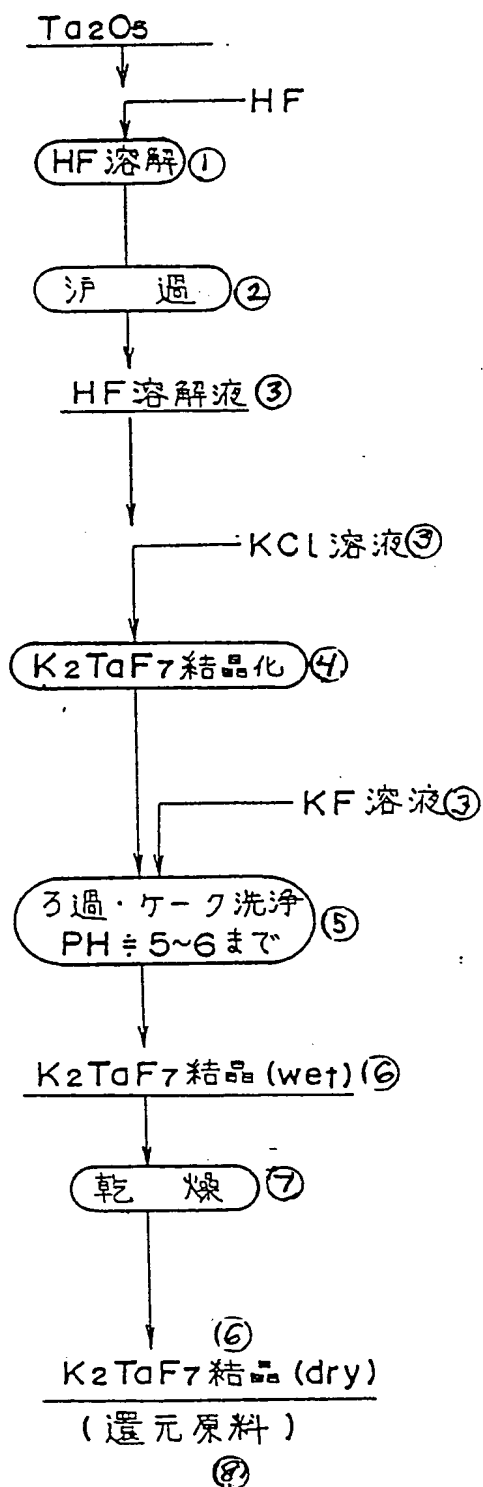 Ta2O5
HF
HF溶解 ①
沪 過 ②
HF溶解液 ③
KCl溶液 ③
K2TaF7結晶化 ④
KF溶液 ③
ろ過・ケーク洗浄 ⑤
PH≒5~6まで
K2TaF7結晶(wet) ⑥
乾 燥 ⑦
⑥
K2TaF7結晶(dry)
(還元原料)
⑧